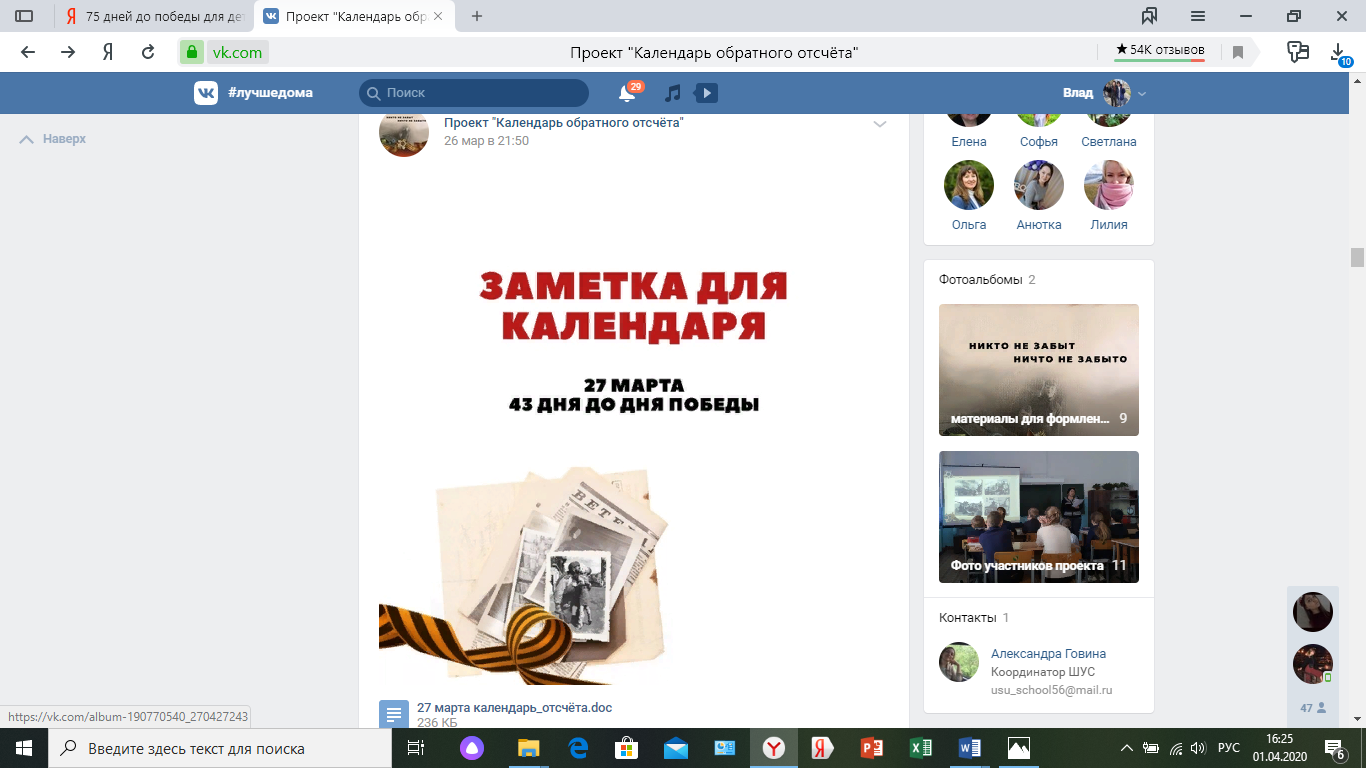 75 дней до победы для дет
Проект "Календарь обра
vk.com
Проект "Календарь обратного отсчёта"
★54К отзывов
10
#лучшедома
Поиск
29
Влад
Наверх
Проект "Календарь обратного отсчёта"
26 мар в 21:50
ЗАМЕТКА ДЛЯ
КАЛЕНДАРЯ
27 МАРТА
43 ДНЯ ДО ДНЯ ПОБЕДЫ
ВЕТЕ
27 марта календарь_отсчёта.doc
236 КБ
Елена
Софья
Светлана
Ольга
Анютка
Лилия
Фотоальбомы 2
НИКТО НЕ ЗАБЫТ
НИЧТО НЕ ЗАБЫТО
материалы для формлен... 9
Фото участников проекта 11
Контакты 1
Александра Говина
Координатор ШУС
usu_school56@mail.ru
47
https://vk.com/album-190770540_270427243
Введите здесь текст для поиска
РУС
16:25
01.04.2020
6